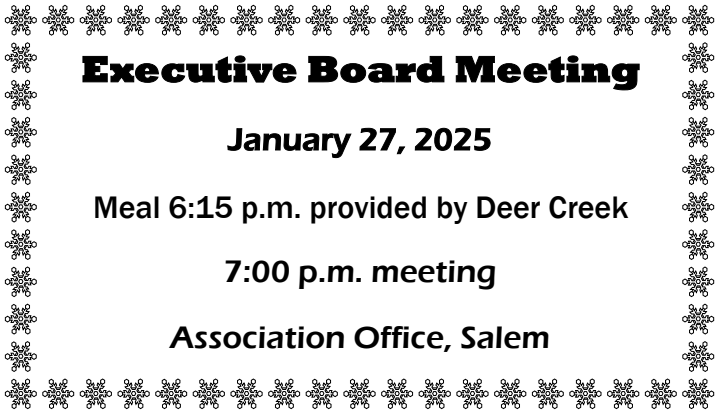 Executive Board Meeting
January 27, 2025
Meal 6:15 p.m. provided by Deer Creek
7:00 p.m. meeting
Association Office, Salem